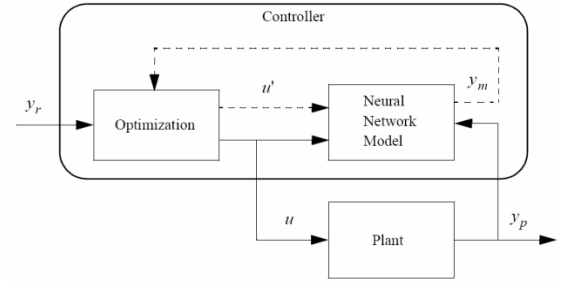 Controller
y_r
Optimization
u'
Neural
Network
Model
y_m
u
Plant
y_p